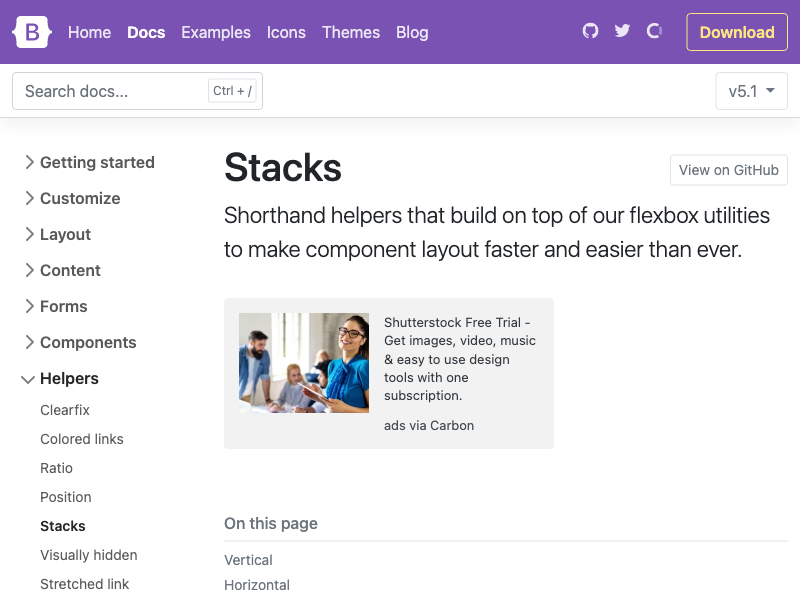 B Home Docs Examples Icons Themes Blog Download
Search docs... Ctrl + / v5.1
Getting started
Customize
Layout
Content
Forms
Components
Helpers
Clearfix
Colored links
Ratio
Position
Stacks
Visually hidden
Stretched link
Stacks
View on GitHub
Shorthand helpers that build on top of our flexbox utilities
to make component layout faster and easier than ever.
Shutterstock Free Trial -
Get images, video, music
& easy to use design
tools with one
subscription.
ads via Carbon
On this page
Vertical
Horizontal